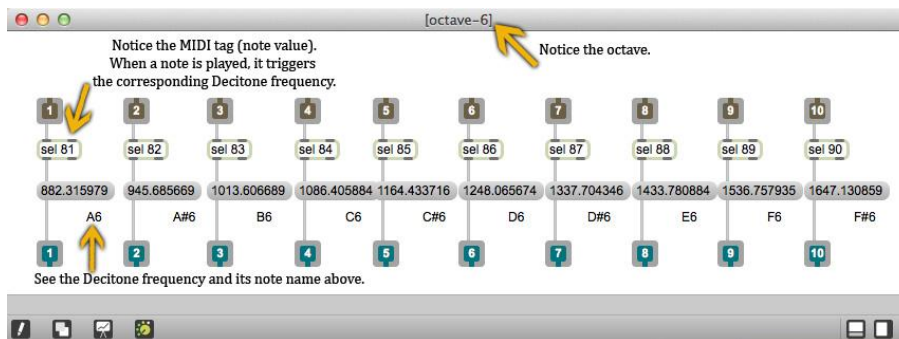 [octave-6]
Notice the MIDI tag (note value).
When a note is played, it triggers
the corresponding Decitone frequency.
Notice the octave.
1 2 3 4 5 6 7 8 9 10
sel 81 sel 82 sel 83 sel 84 sel 85 sel 86 sel 87 sel 88 sel 89 sel 90
882.315979 945.685669 1013.606689 1086.405884 1164.433716 1248.065674 1337.704346 1433.780884 1536.757935 1647.130859
A6 A#6 B6 C6 C#6 D6 D#6 E6 F6 F#6
1 2 3 4 5 6 7 8 9 10
See the Decitone frequency and its note name above.